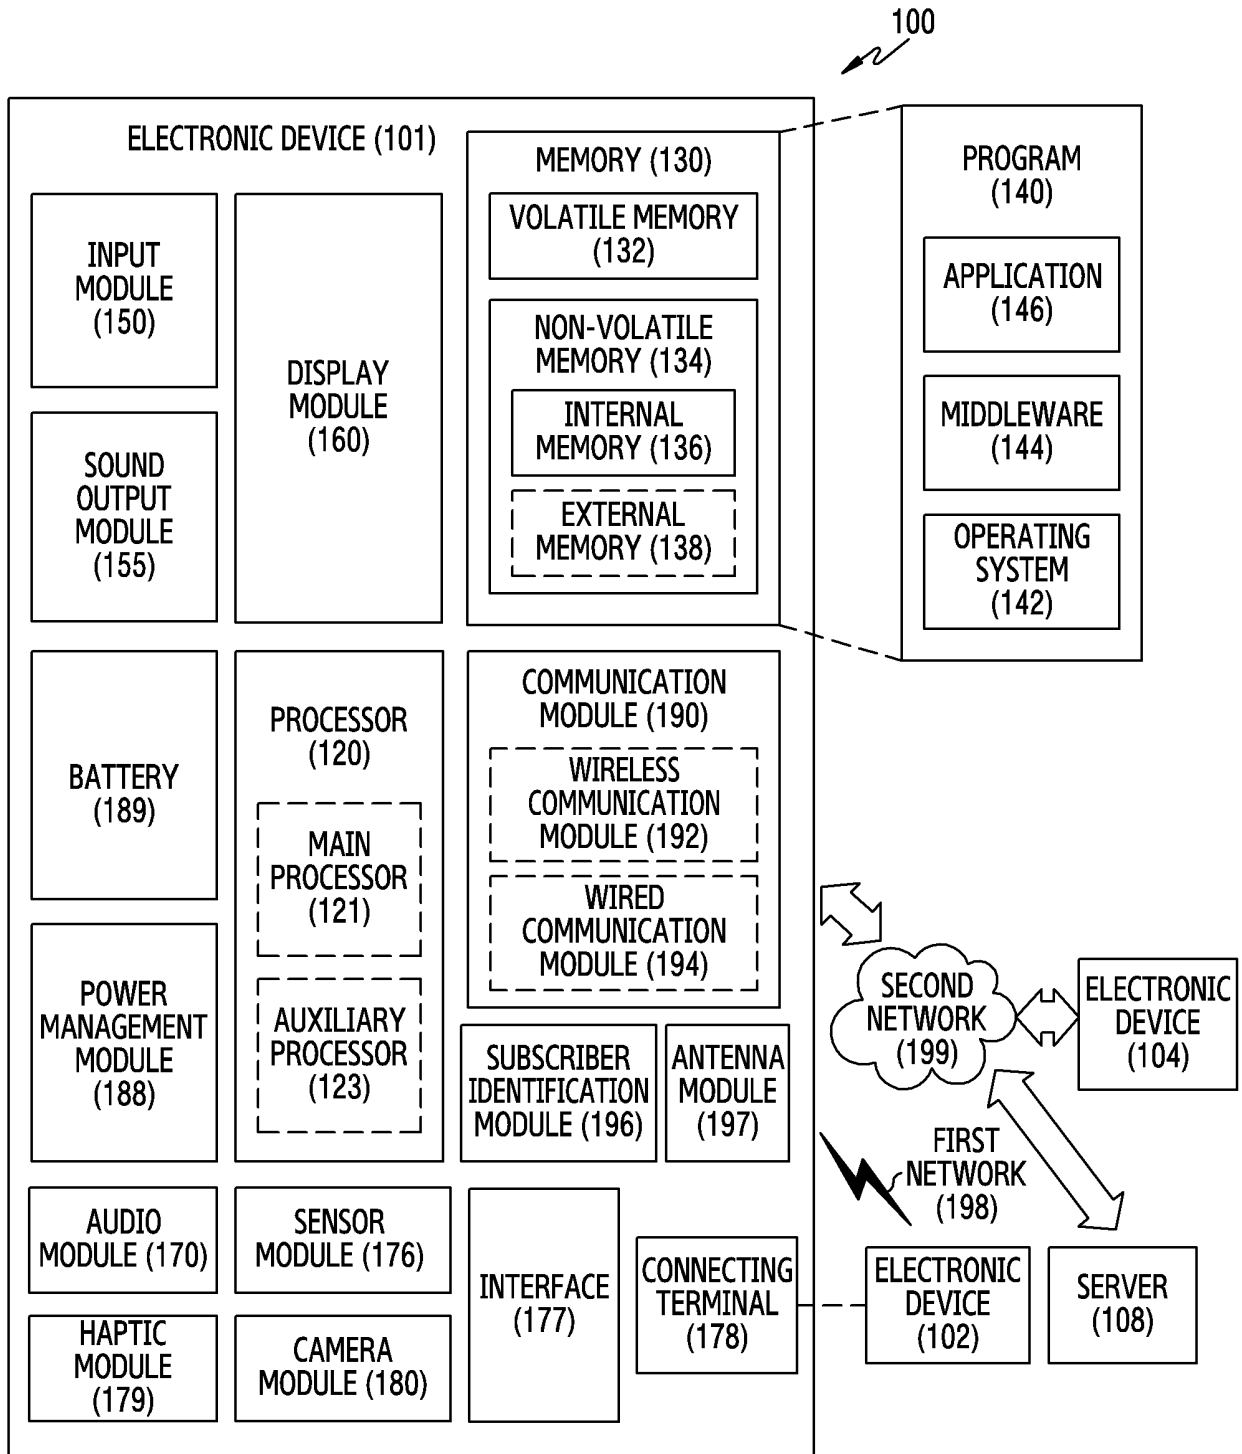 100
ELECTRONIC DEVICE (101)
INPUT
MODULE
(150)
SOUND
OUTPUT
MODULE
(155)
DISPLAY
MODULE
(160)
MEMORY (130)
VOLATILE MEMORY
(132)
NON-VOLATILE
MEMORY (134)
INTERNAL
MEMORY (136)
EXTERNAL
MEMORY (138)
PROGRAM
(140)
APPLICATION
(146)
MIDDLEWARE
(144)
OPERATING
SYSTEM
(142)
BATTERY
(189)
POWER
MANAGEMENT
MODULE
(188)
PROCESSOR
(120)
MAIN
PROCESSOR
(121)
AUXILIARY
PROCESSOR
(123)
COMMUNICATION
MODULE (190)
WIRELESS
COMMUNICATION
MODULE (192)
WIRED
COMMUNICATION
MODULE (194)
SUBSCRIBER
IDENTIFICATION
MODULE (196)
ANTENNA
MODULE
(197)
SECOND
NETWORK
(199)
ELECTRONIC
DEVICE
(104)
FIRST
NETWORK
(198)
AUDIO
MODULE (170)
SENSOR
MODULE (176)
HAPTIC
MODULE
(179)
CAMERA
MODULE (180)
INTERFACE
(177)
CONNECTING
TERMINAL
(178)
ELECTRONIC
DEVICE
(102)
SERVER
(108)